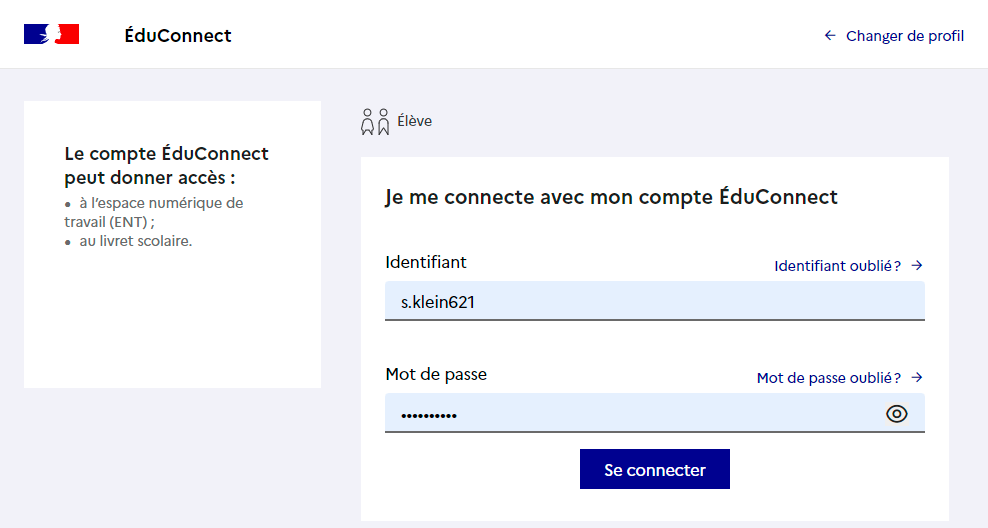 ÉduConnect
← Changer de profil
Le compte ÉduConnect
peut donner accès :
• à l'espace numérique de
travail (ENT) ;
• au livret scolaire.
Élève
Je me connecte avec mon compte ÉduConnect
Identifiant
Identifiant oublié ? →
s.klein621
Mot de passe
Mot de passe oublié ? →
••••••••••
Se connecter